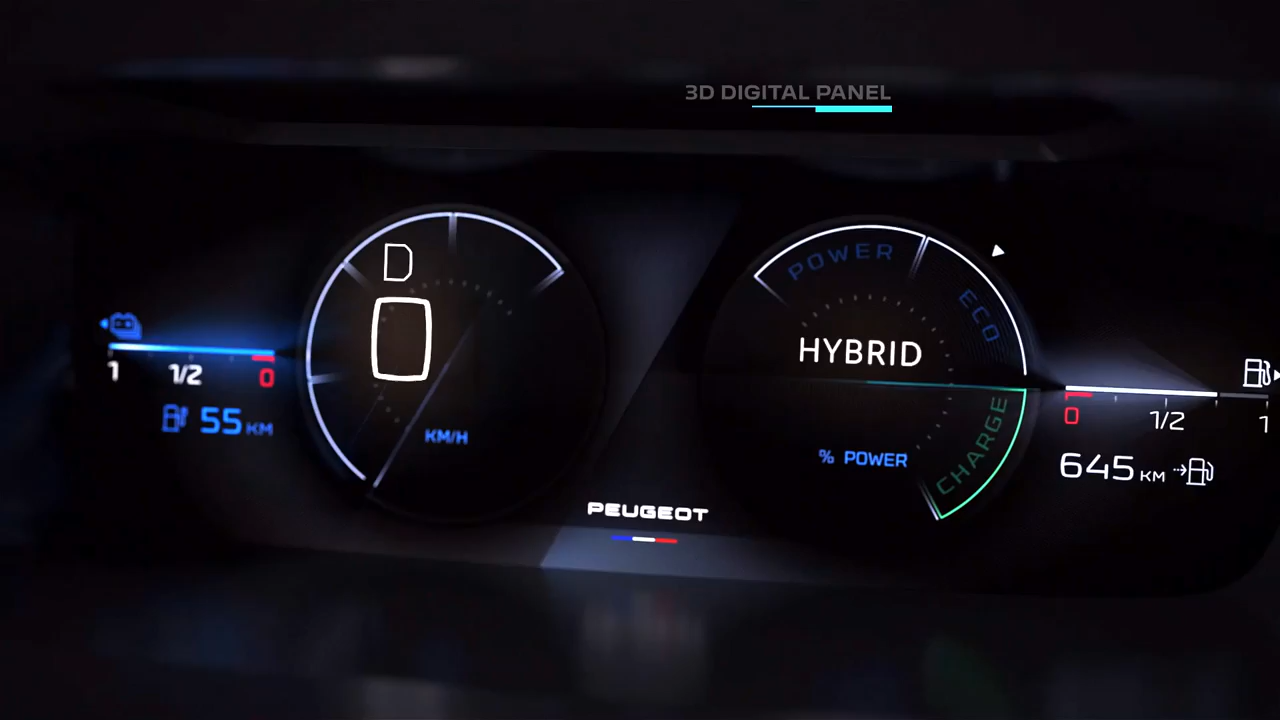 3D DIGITAL PANEL
D
0
KM/H
1 1/2 0
55 KM
POWER
ECO
HYBRID
CHARGE
% POWER
0 1/2 1
645 KM
PEUGEOT